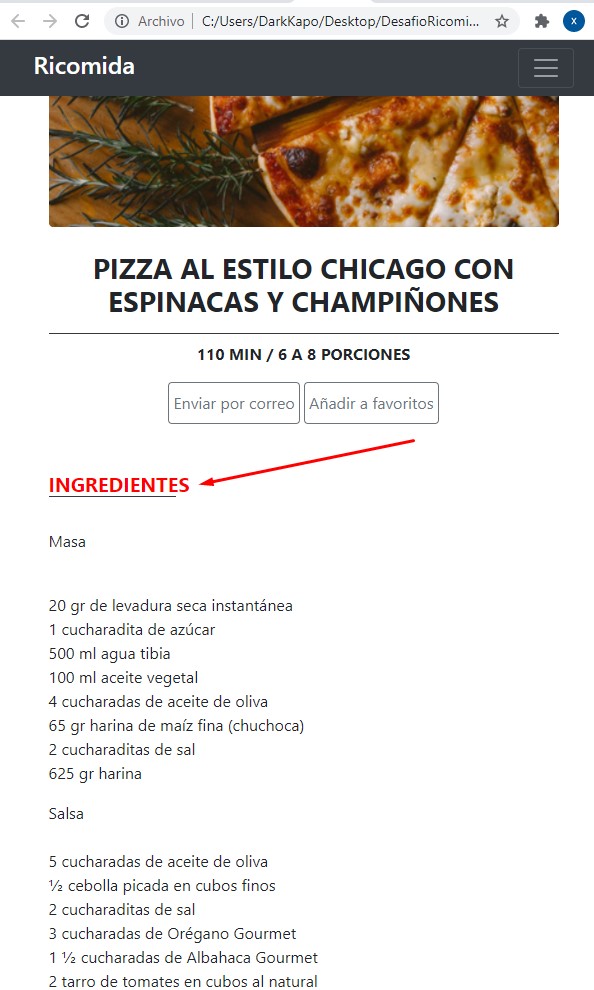 Archivo
C:/Users/DarkKapo/Desktop/DesafioRicomi...
x
Ricomida
PIZZA AL ESTILO CHICAGO CON
ESPINACAS Y CHAMPIÑONES
110 MIN / 6 A 8 PORCIONES
Enviar por correo Añadir a favoritos
INGREDIENTES
Masa
20 gr de levadura seca instantánea
1 cucharadita de azúcar
500 ml agua tibia
100 ml aceite vegetal
4 cucharadas de aceite de oliva
65 gr harina de maíz fina (chuchoca)
2 cucharaditas de sal
625 gr harina
Salsa
5 cucharadas de aceite de oliva
½ cebolla picada en cubos finos
2 cucharaditas de sal
3 cucharadas de Orégano Gourmet
1 ½ cucharadas de Albahaca Gourmet
2 tarro de tomates en cubos al natural